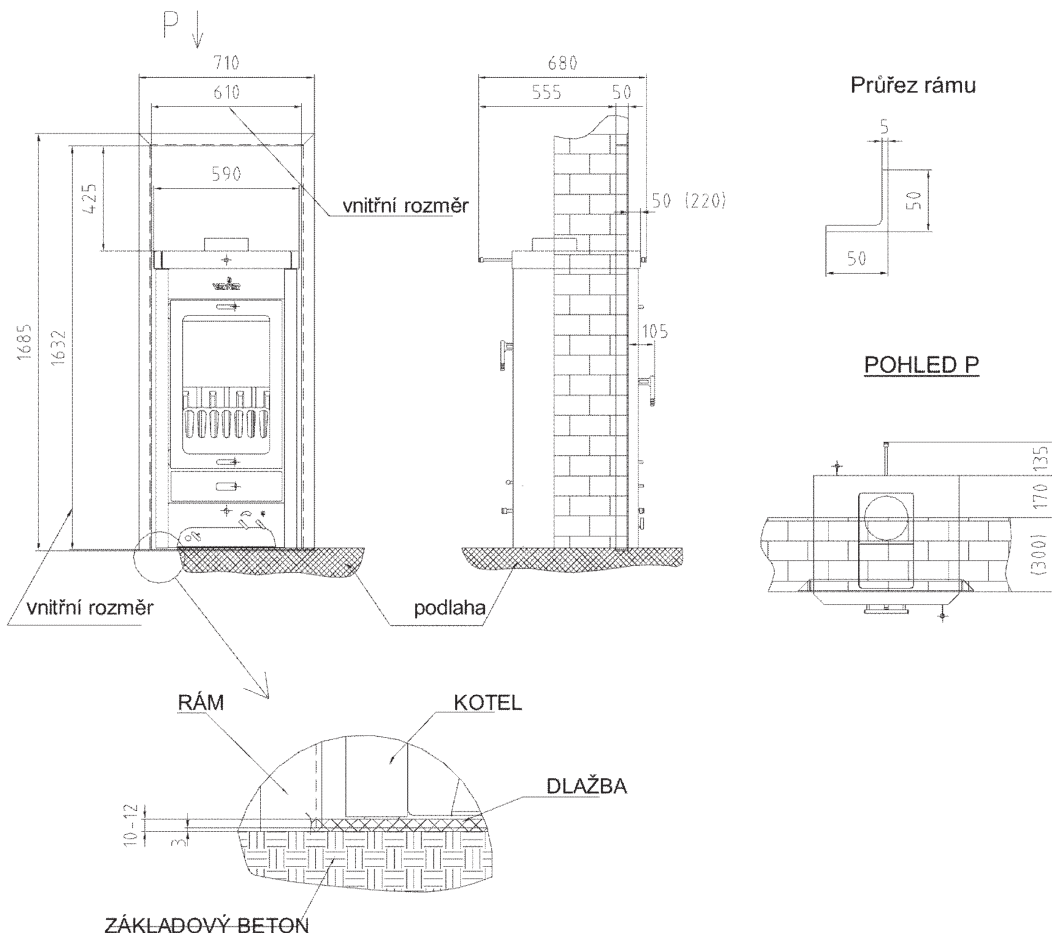 P
710
610
590
425
1685
1632
vnitřní rozměr
vnitřní rozměr
680
555
50
50 (220)
105
podlaha
Průřez rámu
5
50
50
POHLED P
135
170
(300)
RÁM
KOTEL
DLAŽBA
10-12
3
ZÁKLADOVÝ BETON